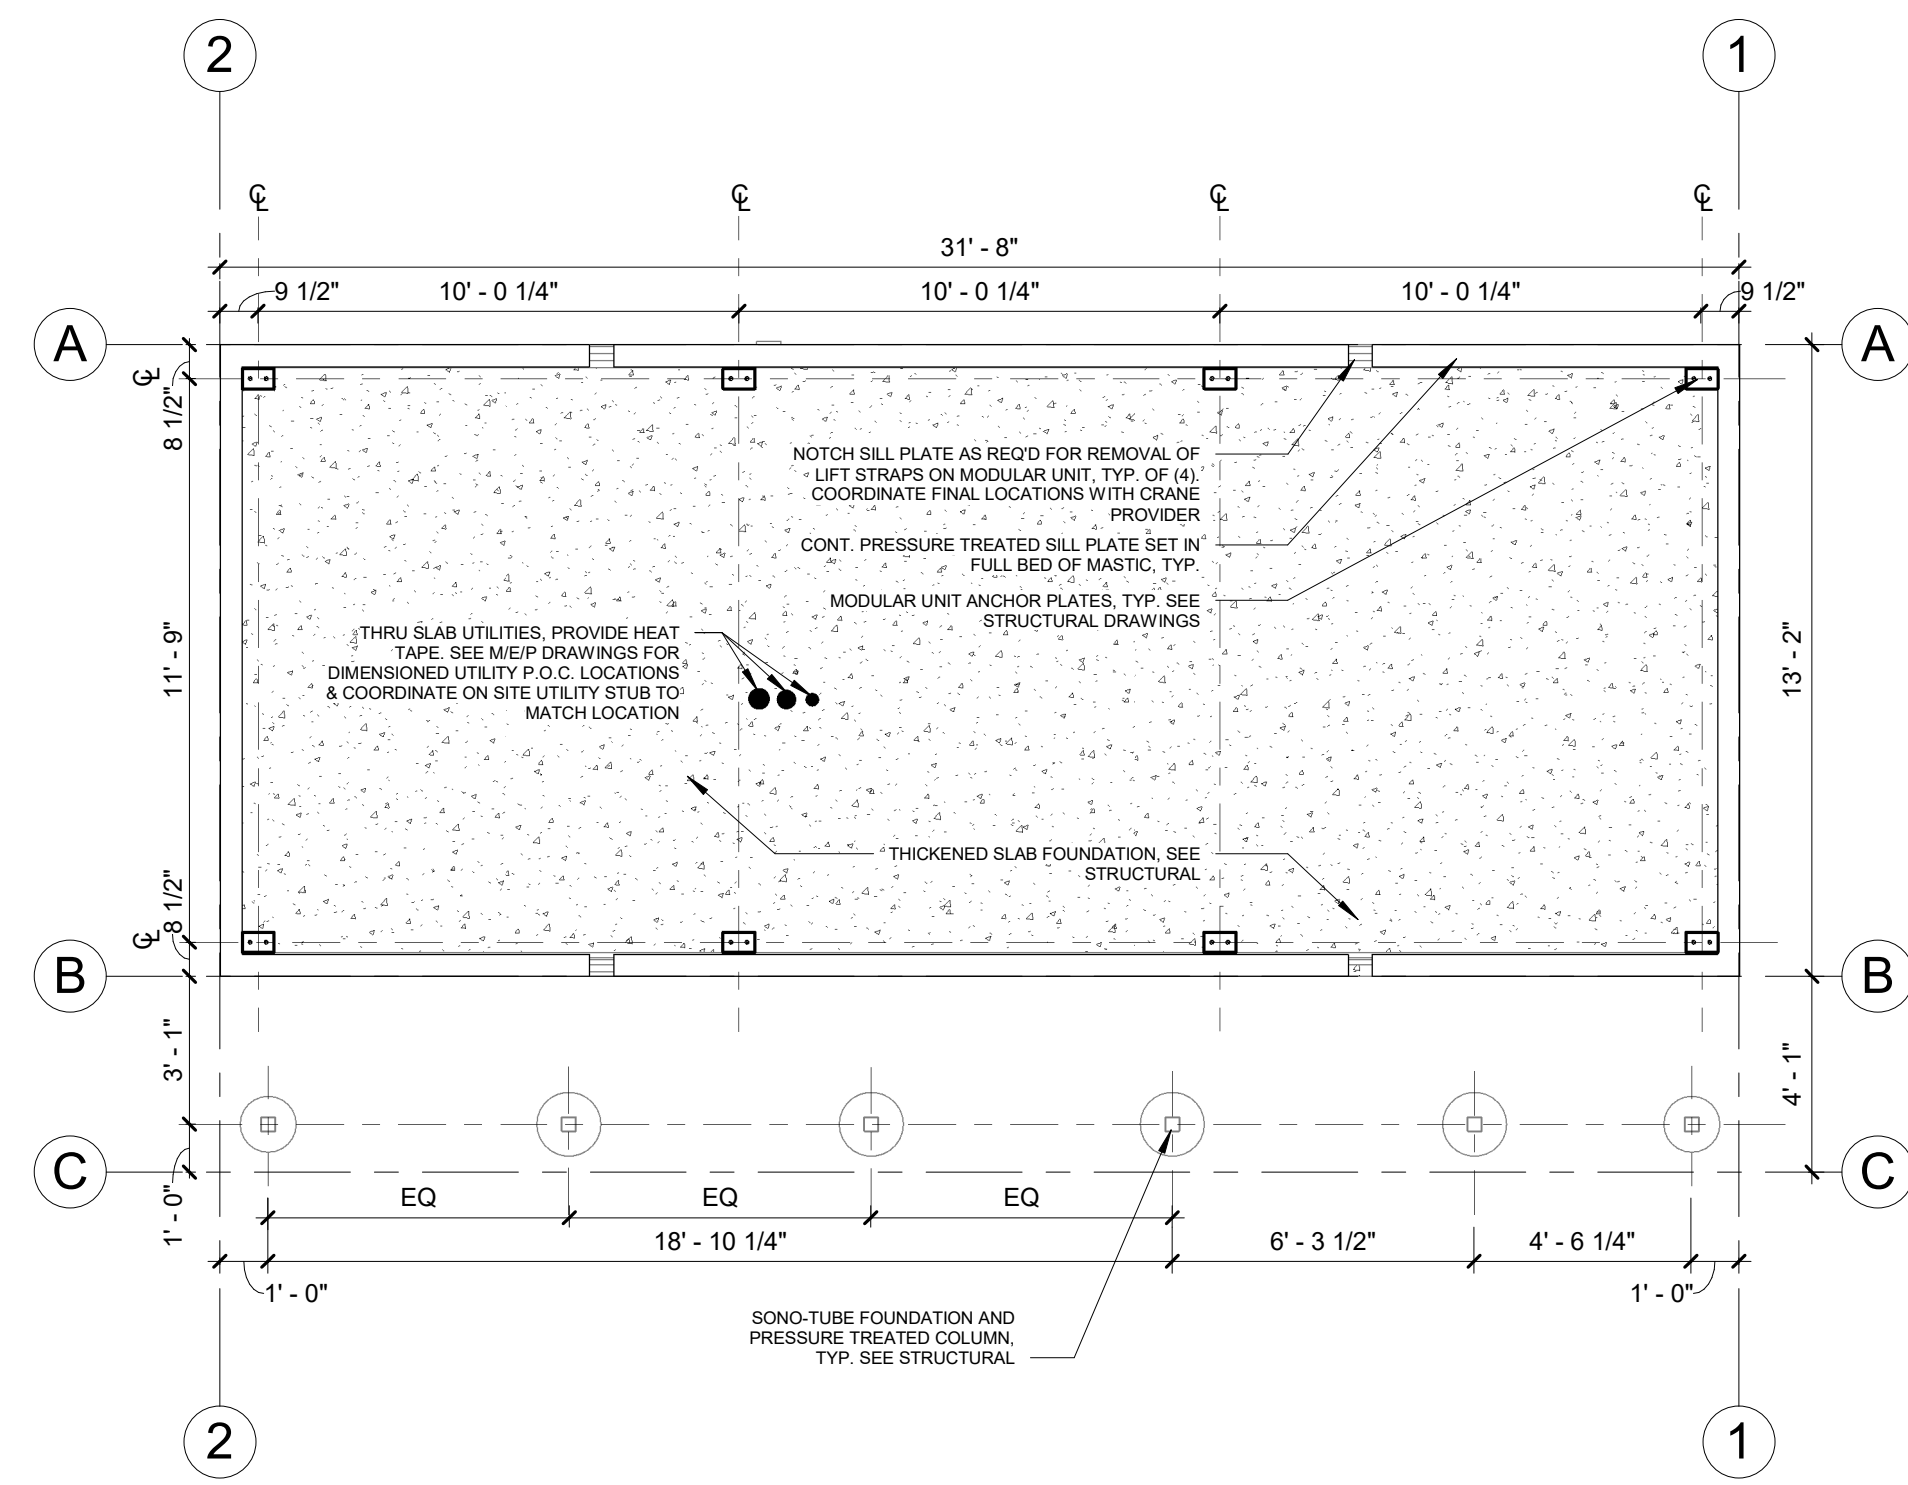 2
1
℄
℄
℄
℄
31' - 8"
9 1/2"
10' - 0 1/4"
10' - 0 1/4"
10' - 0 1/4"
9 1/2"
A
A
℄
8 1/2"
NOTCH SILL PLATE AS REQ'D FOR REMOVAL OF
LIFT STRAPS ON MODULAR UNIT, TYP. OF (4).
COORDINATE FINAL LOCATIONS WITH CRANE
PROVIDER
CONT. PRESSURE TREATED SILL PLATE SET IN
FULL BED OF MASTIC, TYP.
MODULAR UNIT ANCHOR PLATES, TYP. SEE
STRUCTURAL DRAWINGS
THRU SLAB UTILITIES, PROVIDE HEAT
TAPE. SEE M/E/P DRAWINGS FOR
DIMENSIONED UTILITY P.O.C. LOCATIONS
& COORDINATE ON SITE UTILITY STUB TO
MATCH LOCATION
11' - 9"
13' - 2"
THICKENED SLAB FOUNDATION, SEE
STRUCTURAL
8 1/2"
℄
B
B
3' - 1"
4' - 1"
C
C
1' - 0"
EQ
EQ
EQ
18' - 10 1/4"
6' - 3 1/2"
4' - 6 1/4"
1' - 0"
1' - 0"
SONO-TUBE FOUNDATION AND
PRESSURE TREATED COLUMN,
TYP. SEE STRUCTURAL
2
1